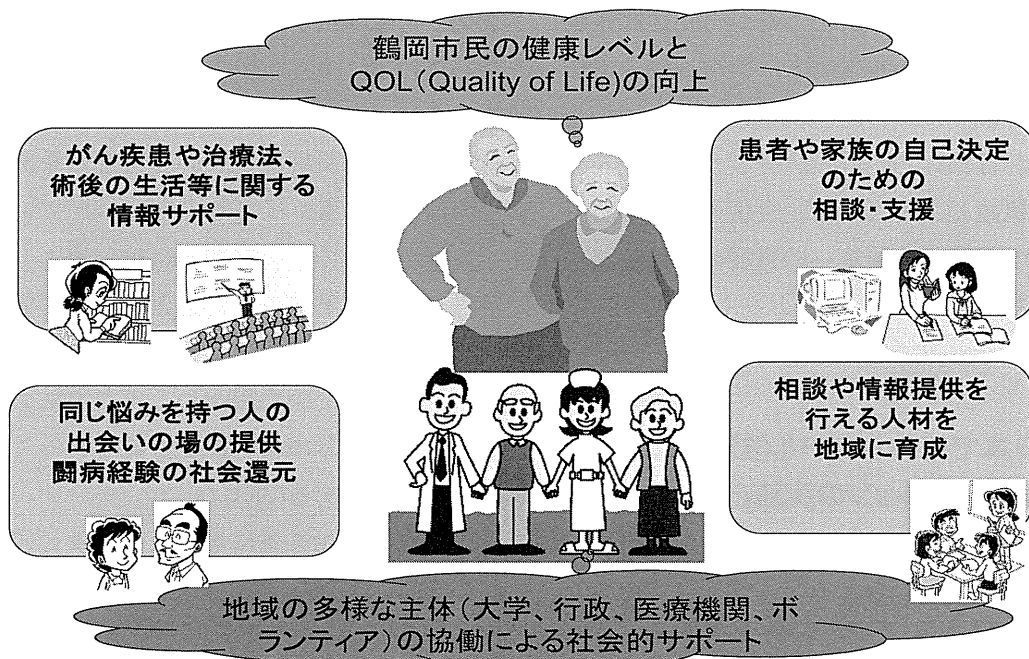 鶴岡市民の健康レベルと
QOL(Quality of Life)の向上
がん疾患や治療法、
術後の生活等に関する
情報サポート
患者や家族の自己決定
のための
相談・支援
同じ悩みを持つ人の
出会いの場の提供
闘病経験の社会還元
相談や情報提供を
行える人材を
地域に育成
地域の多様な主体(大学、行政、医療機関、ボ
ランティア)の協働による社会的サポート